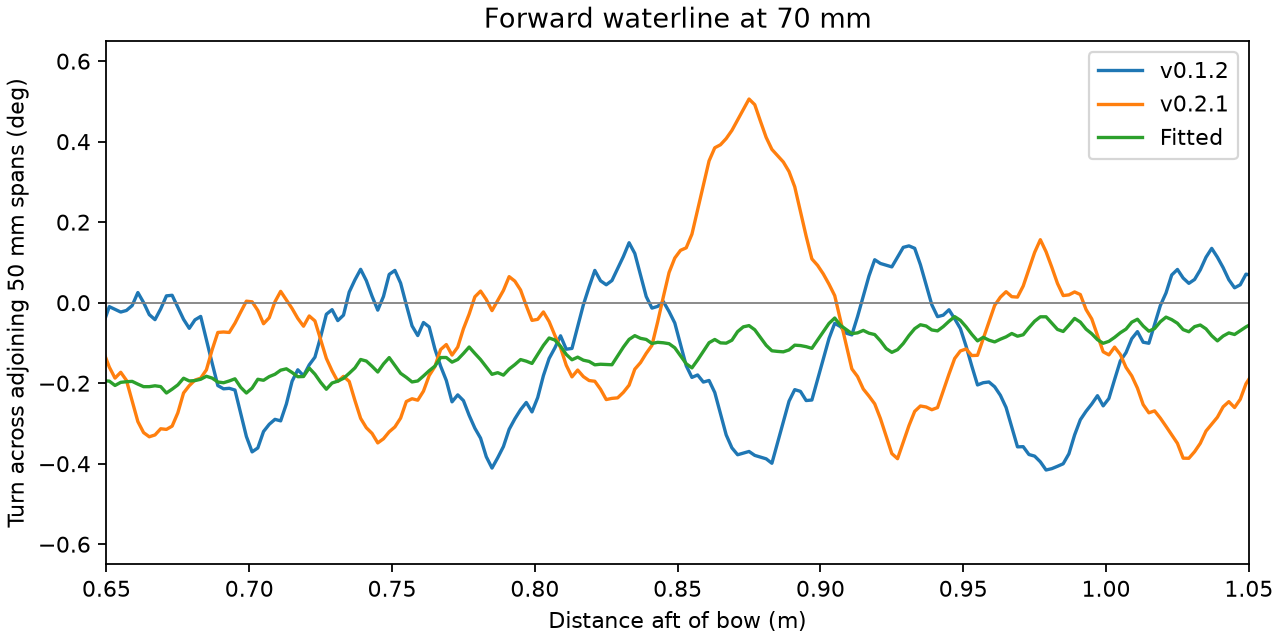 Forward waterline at 70 mm
Turn across adjoining 50 mm spans (deg)
0.6
0.4
0.2
0.0
−0.2
−0.4
−0.6
v0.1.2
v0.2.1
Fitted
0.65
0.70
0.75
0.80
0.85
0.90
0.95
1.00
1.05
Distance aft of bow (m)